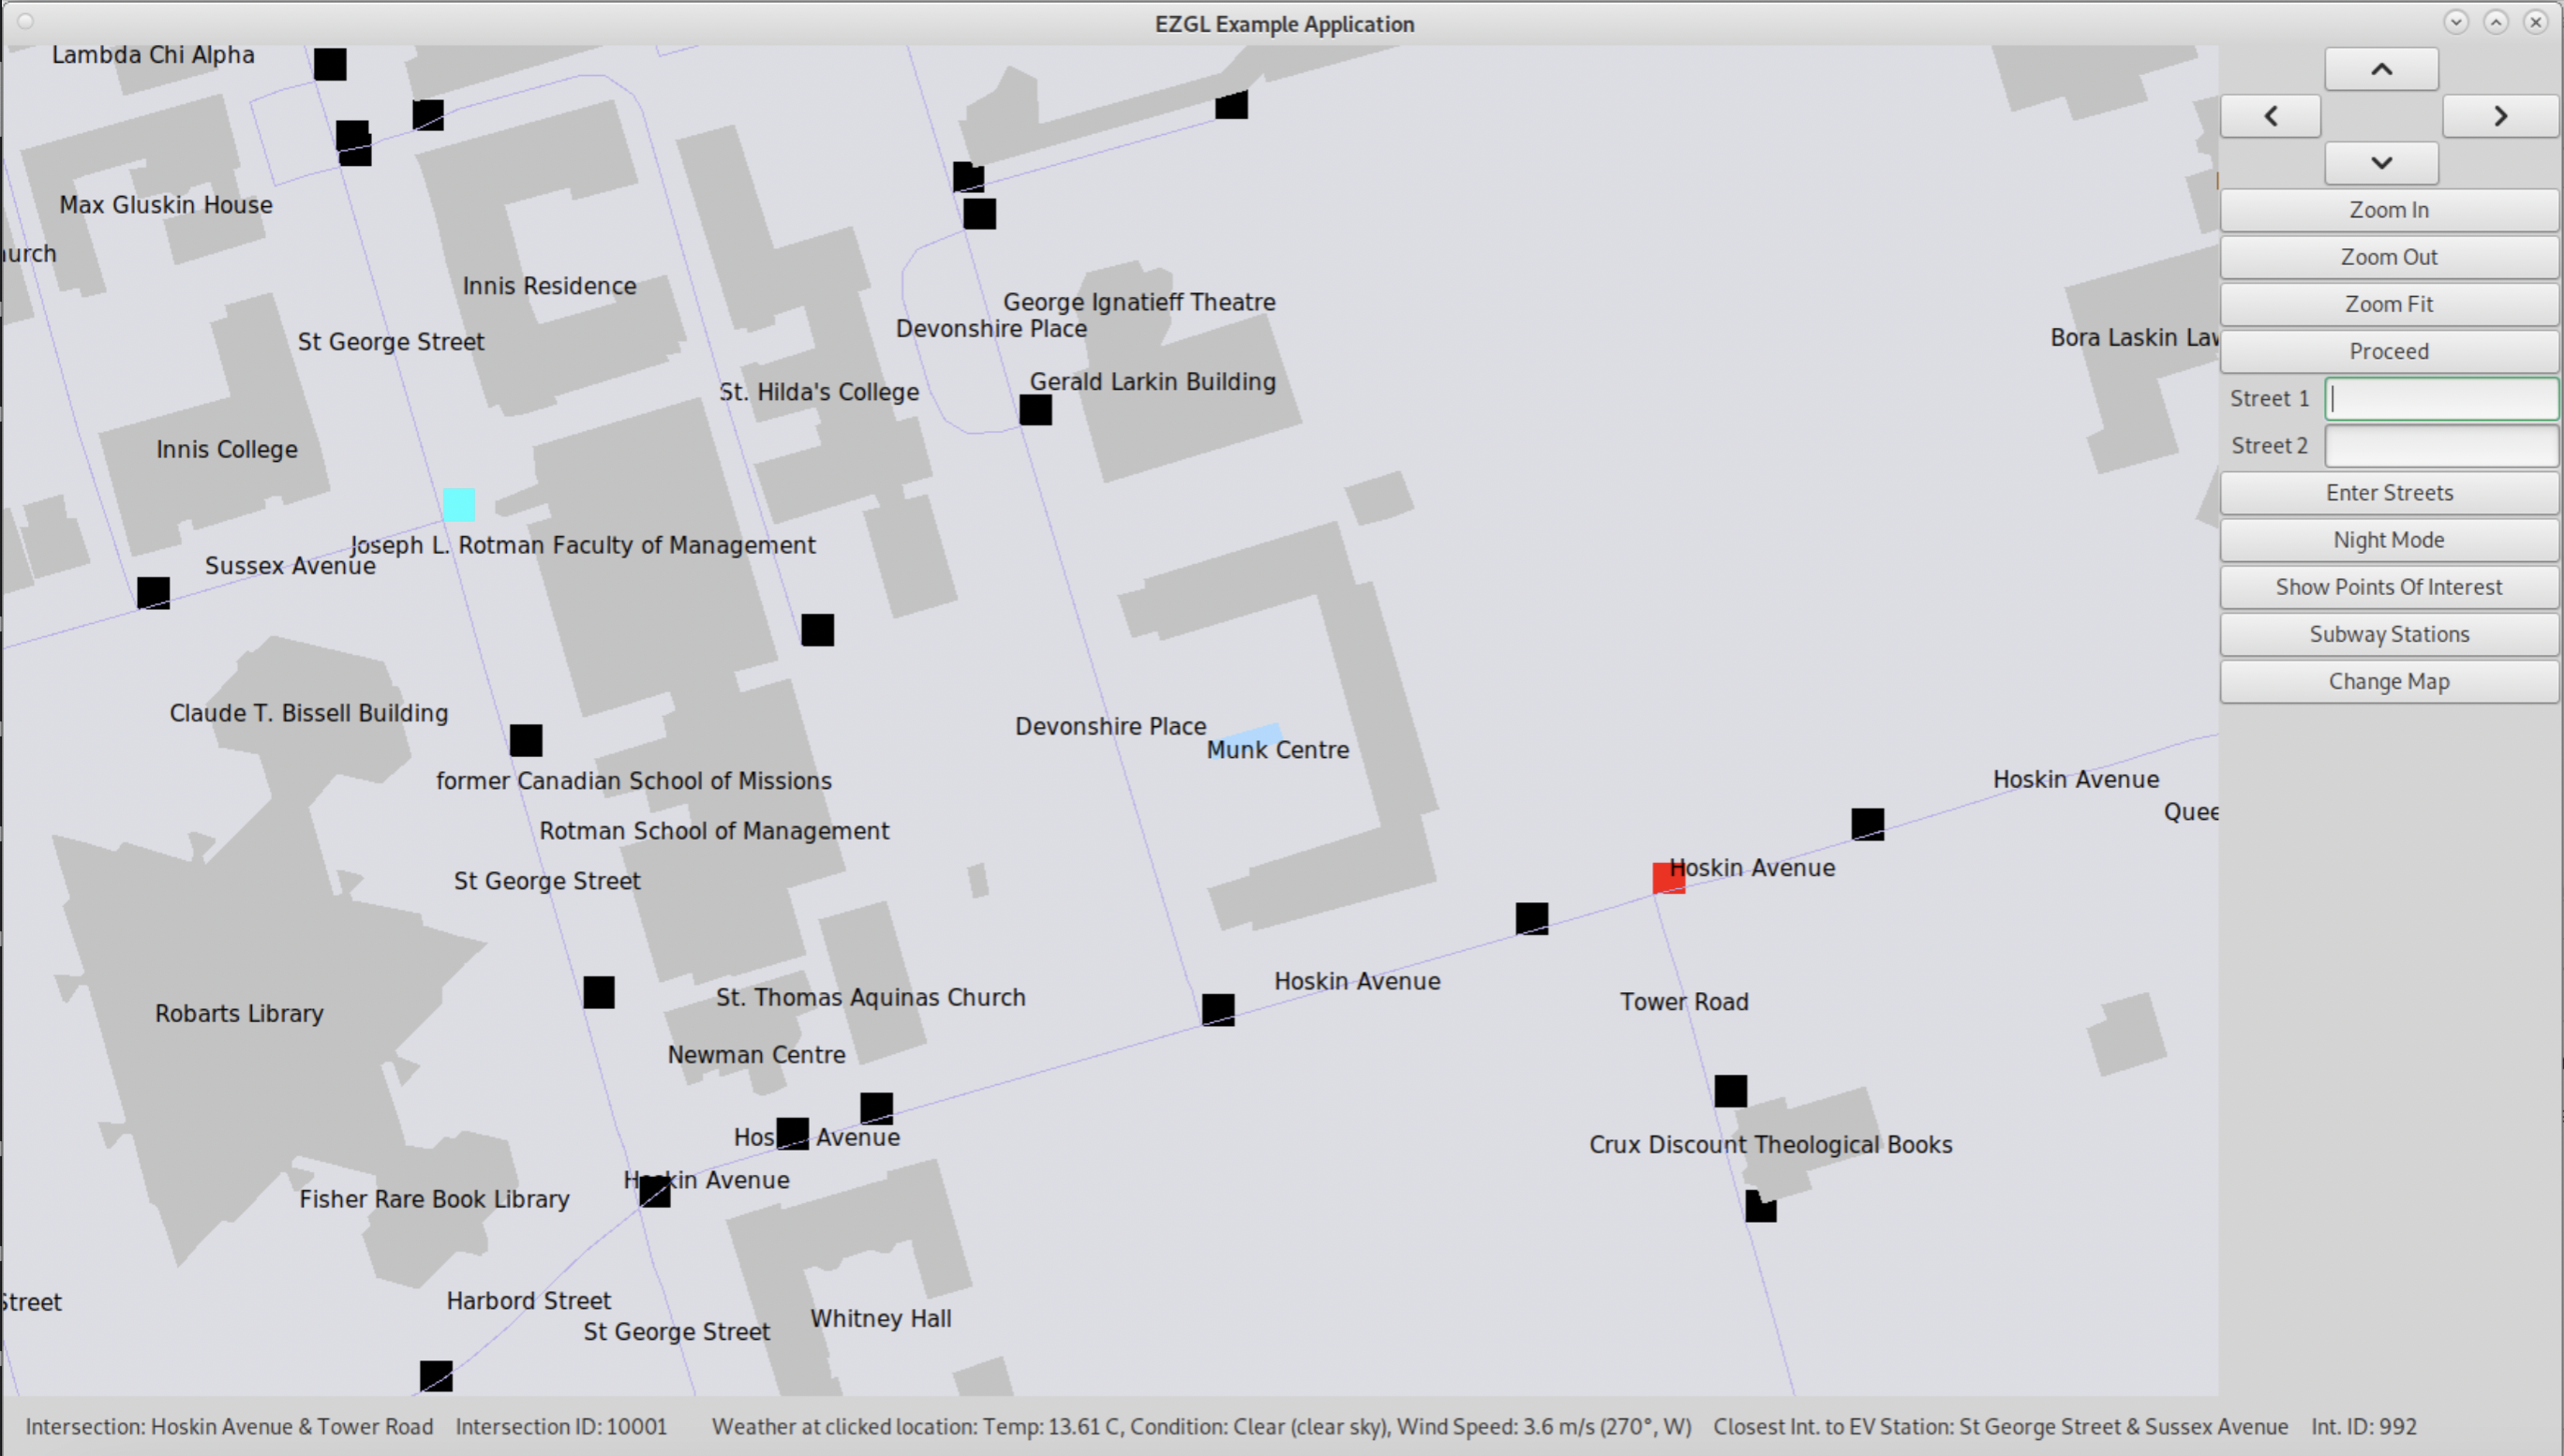 EZGL Example Application
Lambda Chi Alpha
Max Gluskin House
urch
Innis Residence
St George Street
George Ignatieff Theatre
Devonshire Place
Gerald Larkin Building
St. Hilda's College
Innis College
Bora Laskin Law
Joseph L. Rotman Faculty of Management
Sussex Avenue
Claude T. Bissell Building
Devonshire Place
Munk Centre
former Canadian School of Missions
Hoskin Avenue
Quee
Rotman School of Management
Hoskin Avenue
St George Street
Hoskin Avenue
St. Thomas Aquinas Church
Tower Road
Robarts Library
Newman Centre
Hos Avenue
Crux Discount Theological Books
Hoskin Avenue
Fisher Rare Book Library
Street
Harbord Street
Whitney Hall
St George Street
Zoom In
Zoom Out
Zoom Fit
Proceed
Street 1
Street 2
Enter Streets
Night Mode
Show Points Of Interest
Subway Stations
Change Map
Intersection: Hoskin Avenue & Tower Road Intersection ID: 10001 Weather at clicked location: Temp: 13.61 C, Condition: Clear (clear sky), Wind Speed: 3.6 m/s (270°, W) Closest Int. to EV Station: St George Street & Sussex Avenue Int. ID: 992